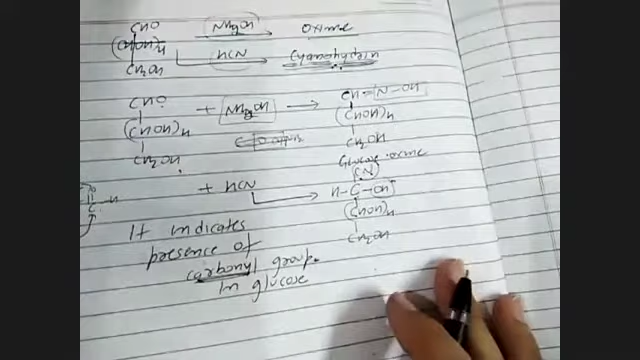 CHO NH2OH Oxime
(CHOH)4
CH2OH HCN Cyanohydrin
CHO + NH2OH → CH=N-OH
(CHOH)4 (CHOH)4
CH2OH CH2OH
Glucose oxime
CN
+ HCN → H-C-OH
(CHOH)4
CH2OH
It indicates
presence of
carbonyl group
in glucose